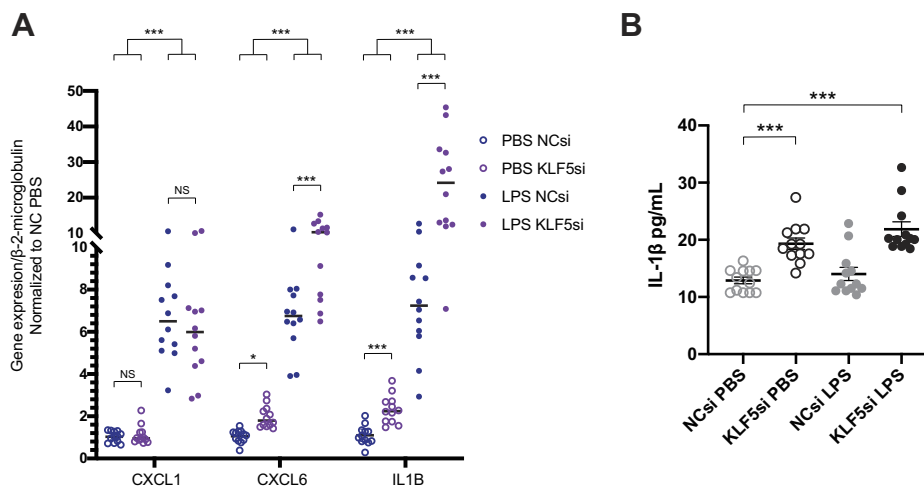 A
*** *** ***
***
NS
***
NS
*
***
Gene expresion/β-2-microglobulin
Normalized to NC PBS
50
40
30
20
10
10
8
6
4
2
0
CXCL1 CXCL6 IL1B
PBS NCsi
PBS KLF5si
LPS NCsi
LPS KLF5si
B
***
***
IL-1β pg/mL
40
30
20
10
0
NCsi PBS
KLF5si PBS
NCsi LPS
KLF5si LPS